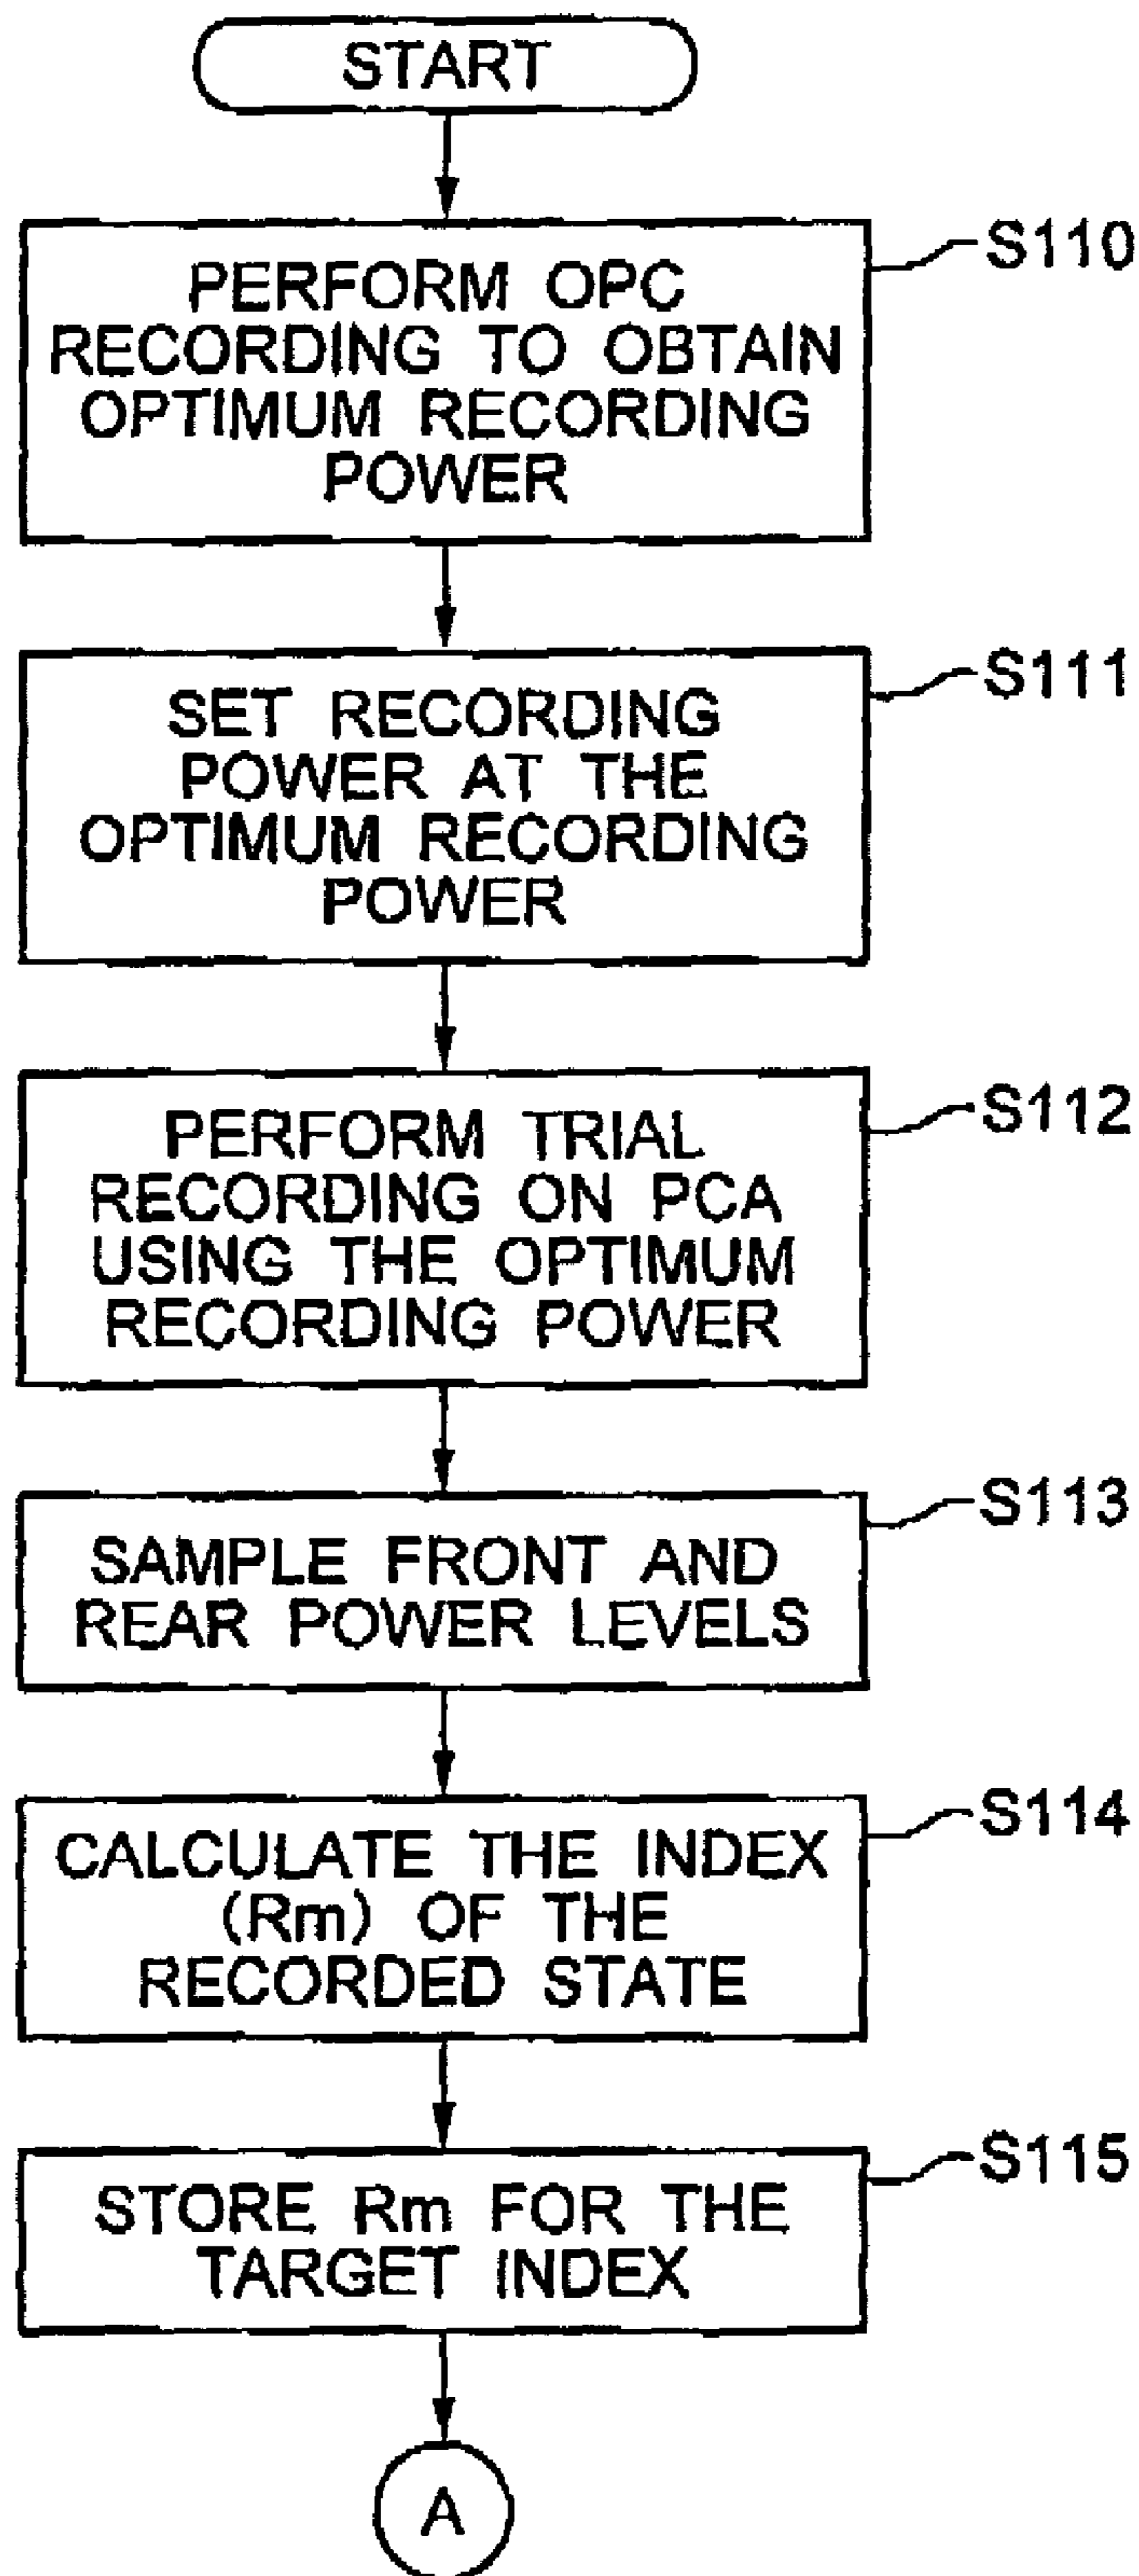 START
S110
PERFORM OPC
RECORDING TO OBTAIN
OPTIMUM RECORDING
POWER
S111
SET RECORDING
POWER AT THE
OPTIMUM RECORDING
POWER
S112
PERFORM TRIAL
RECORDING ON PCA
USING THE OPTIMUM
RECORDING POWER
S113
SAMPLE FRONT AND
REAR POWER LEVELS
S114
CALCULATE THE INDEX
(Rm) OF THE
RECORDED STATE
S115
STORE Rm FOR THE
TARGET INDEX
A